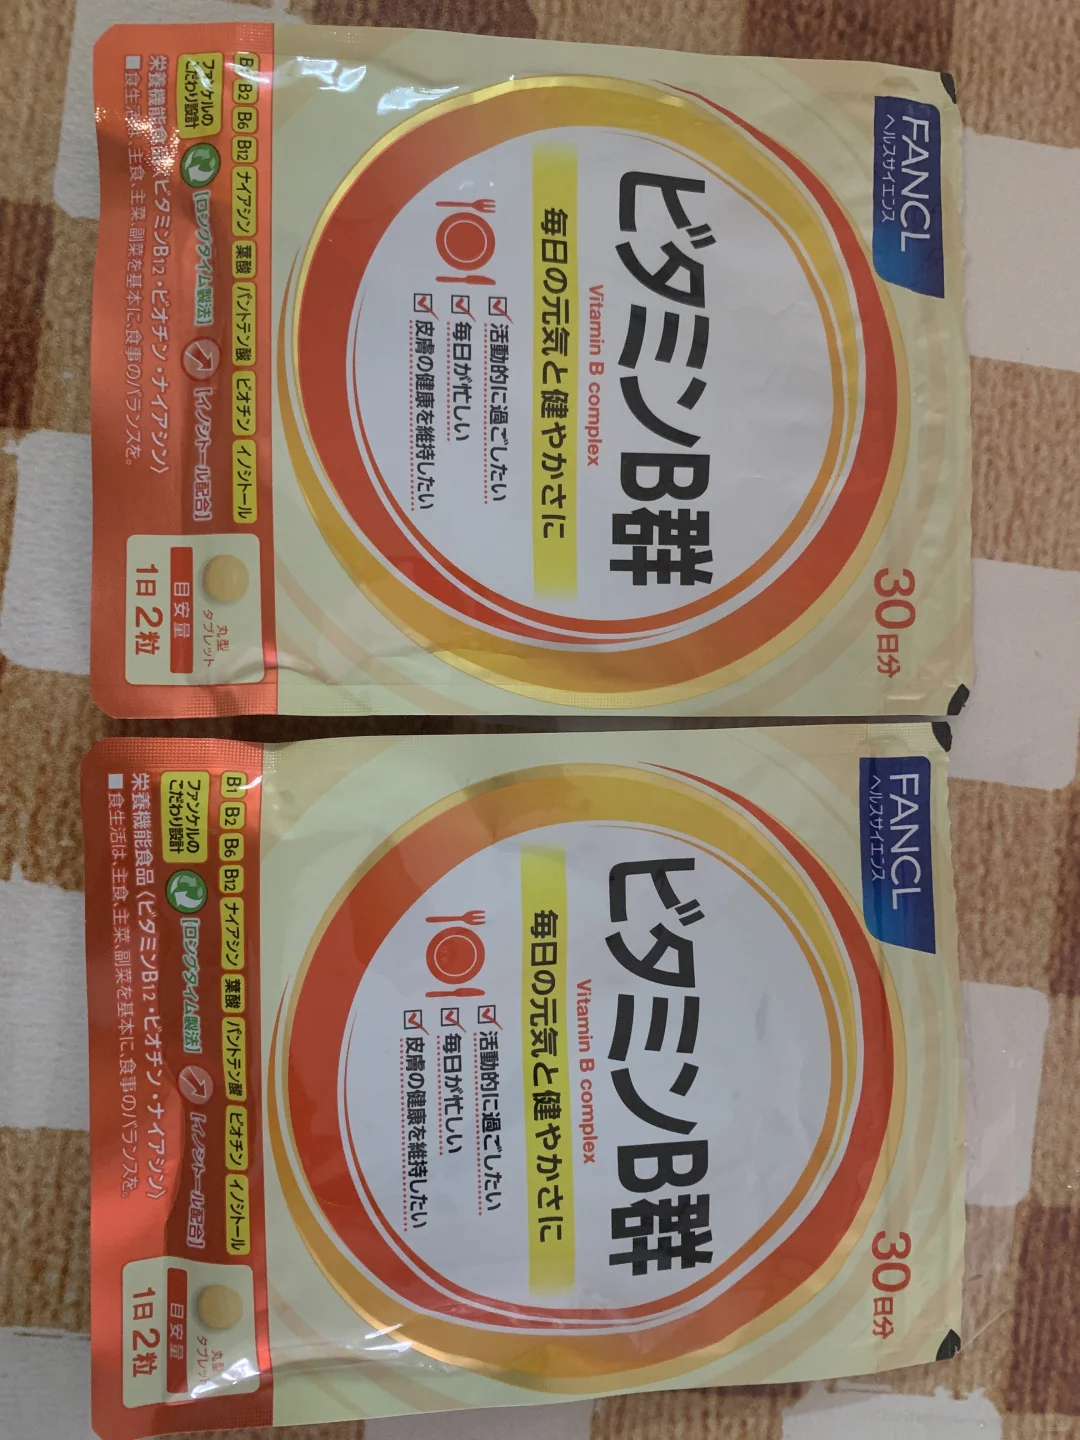 FANCL
ヘルスサイエンス
30日分
ビタミンB群
Vitamin B complex
毎日の元気と健やかさに
活動的に過ごしたい
毎日が忙しい
皮膚の健康を維持したい
B1 B2 B6 B12 ナイアシン 葉酸 パントテン酸 ビオチン イノシトール
ファンケルの
こだわり設計
[ロングタイム製法]
[イノシトール配合]
栄養機能食品〈ビタミンB12・ビオチン・ナイアシン〉
■食生活は、主食、主菜、副菜を基本に、食事のバランスを。
丸型
タブレット
目安量
1日2粒
FANCL
ヘルスサイエンス
30日分
ビタミンB群
Vitamin B complex
毎日の元気と健やかさに
活動的に過ごしたい
毎日が忙しい
皮膚の健康を維持したい
B1 B2 B6 B12 ナイアシン 葉酸 パントテン酸 ビオチン イノシトール
ファンケルの
こだわり設計
[ロングタイム製法]
[イノシトール配合]
栄養機能食品〈ビタミンB12・ビオチン・ナイアシン〉
■食生活は、主食、主菜、副菜を基本に、食事のバランスを。
丸型
タブレット
目安量
1日2粒